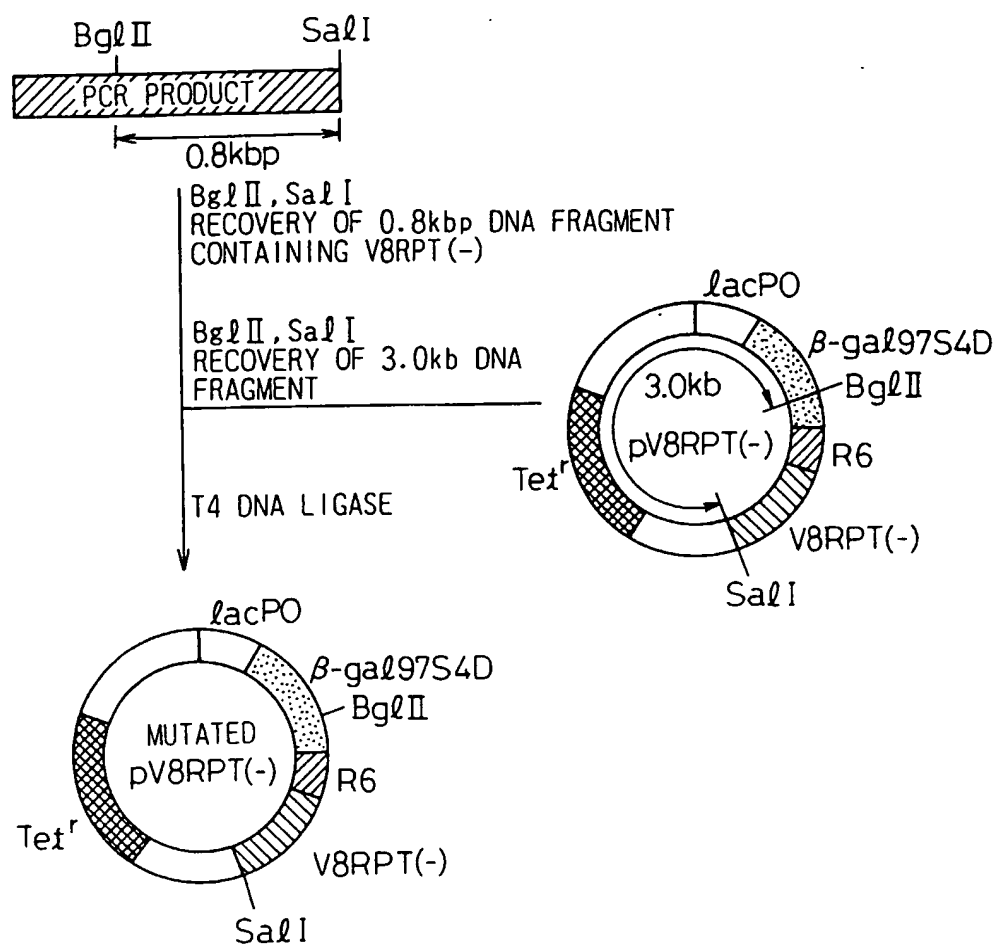 BglII
SalI
PCR PRODUCT
0.8kbp
BglII, SalI
RECOVERY OF 0.8kbp DNA FRAGMENT
CONTAINING V8RPT(-)
BglII, SalI
RECOVERY OF 3.0kb DNA
FRAGMENT
T4 DNA LIGASE
lacPO
β-gal97S4D
BglII
3.0kb
pV8RPT(-)
R6
Tetʳ
V8RPT(-)
SalI
lacPO
β-gal97S4D
BglII
MUTATED
pV8RPT(-)
R6
Tetʳ
V8RPT(-)
SalI